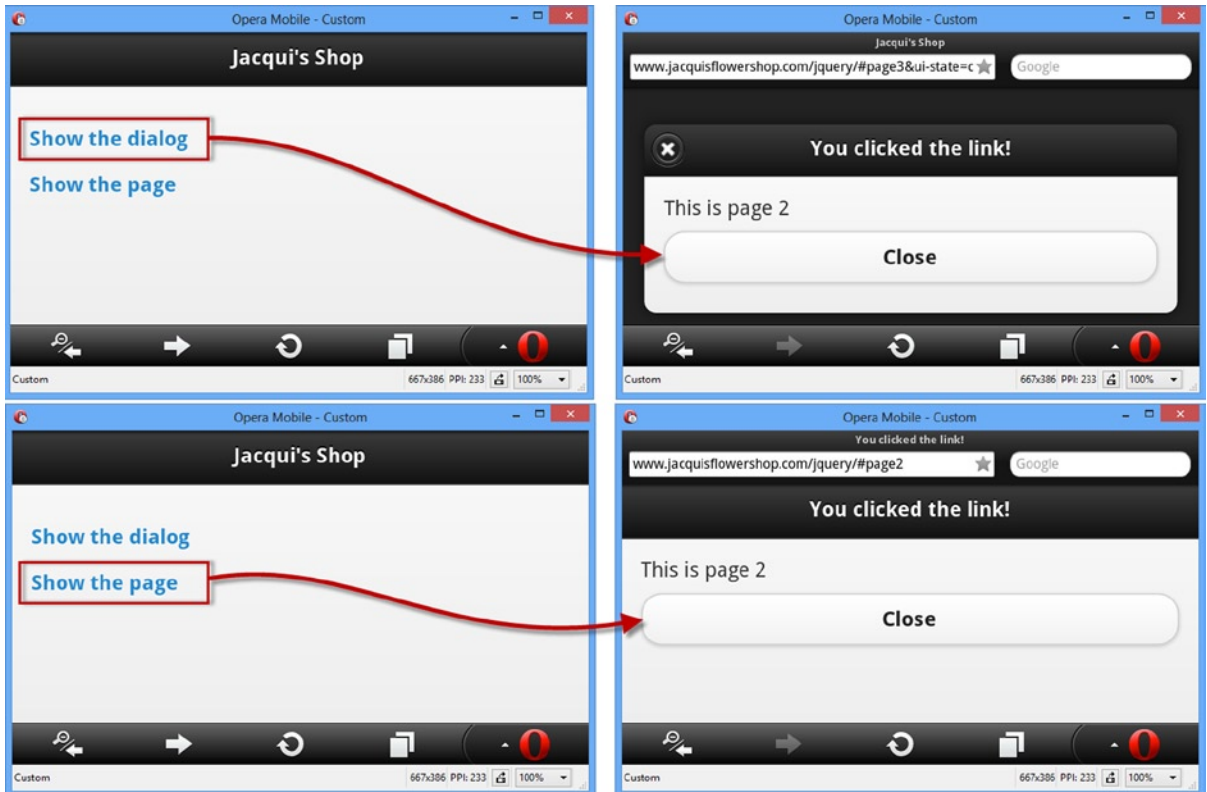 Opera Mobile - Custom
Jacqui's Shop
Show the dialog
Show the page
Custom
667x386 PPI: 233
100%
Opera Mobile - Custom
Jacqui's Shop
www.jacquisflowershop.com/jquery/#page3&ui-state=c
Google
You clicked the link!
This is page 2
Close
Custom
667x386 PPI: 233
100%
Opera Mobile - Custom
Jacqui's Shop
Show the dialog
Show the page
Custom
667x386 PPI: 233
100%
Opera Mobile - Custom
You clicked the link!
www.jacquisflowershop.com/jquery/#page2
Google
You clicked the link!
This is page 2
Close
Custom
667x386 PPI: 233
100%